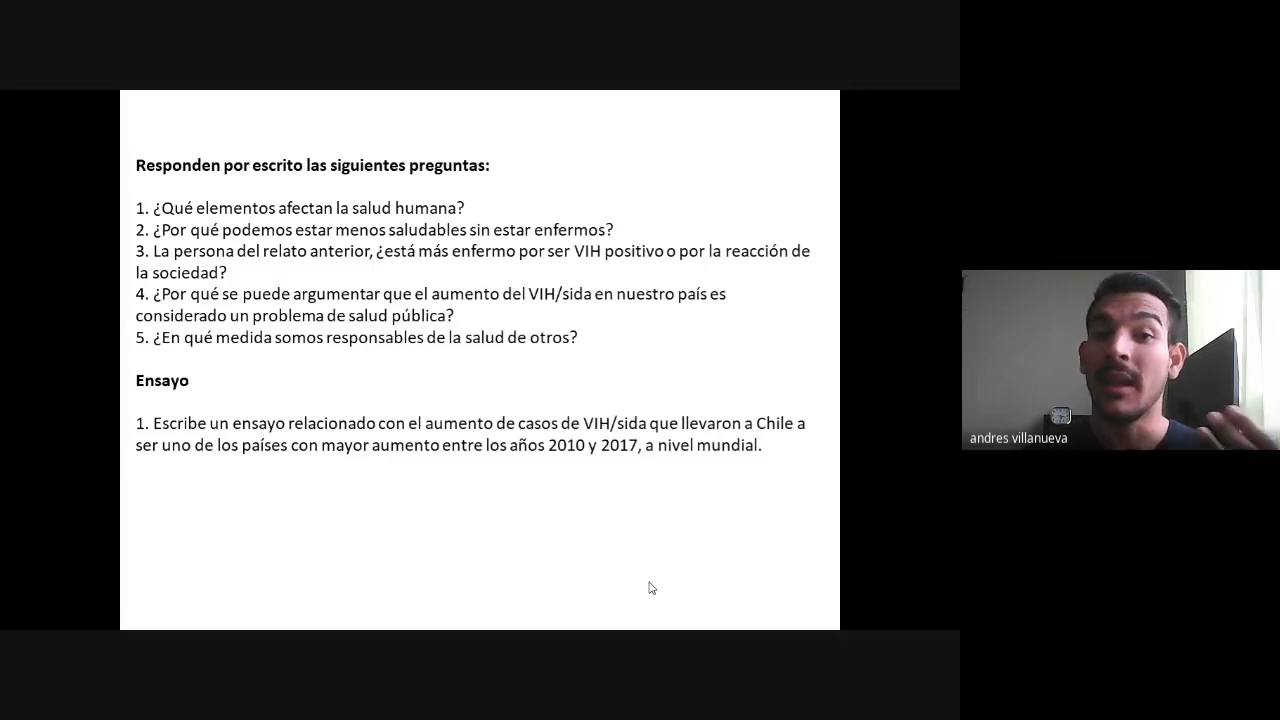 Responden por escrito las siguientes preguntas:
1. ¿Qué elementos afectan la salud humana?
2. ¿Por qué podemos estar menos saludables sin estar enfermos?
3. La persona del relato anterior, ¿está más enfermo por ser VIH positivo o por la reacción de
la sociedad?
4. ¿Por qué se puede argumentar que el aumento del VIH/sida en nuestro país es
considerado un problema de salud pública?
5. ¿En qué medida somos responsables de la salud de otros?
Ensayo
1. Escribe un ensayo relacionado con el aumento de casos de VIH/sida que llevaron a Chile a
ser uno de los países con mayor aumento entre los años 2010 y 2017, a nivel mundial.
andres villanueva